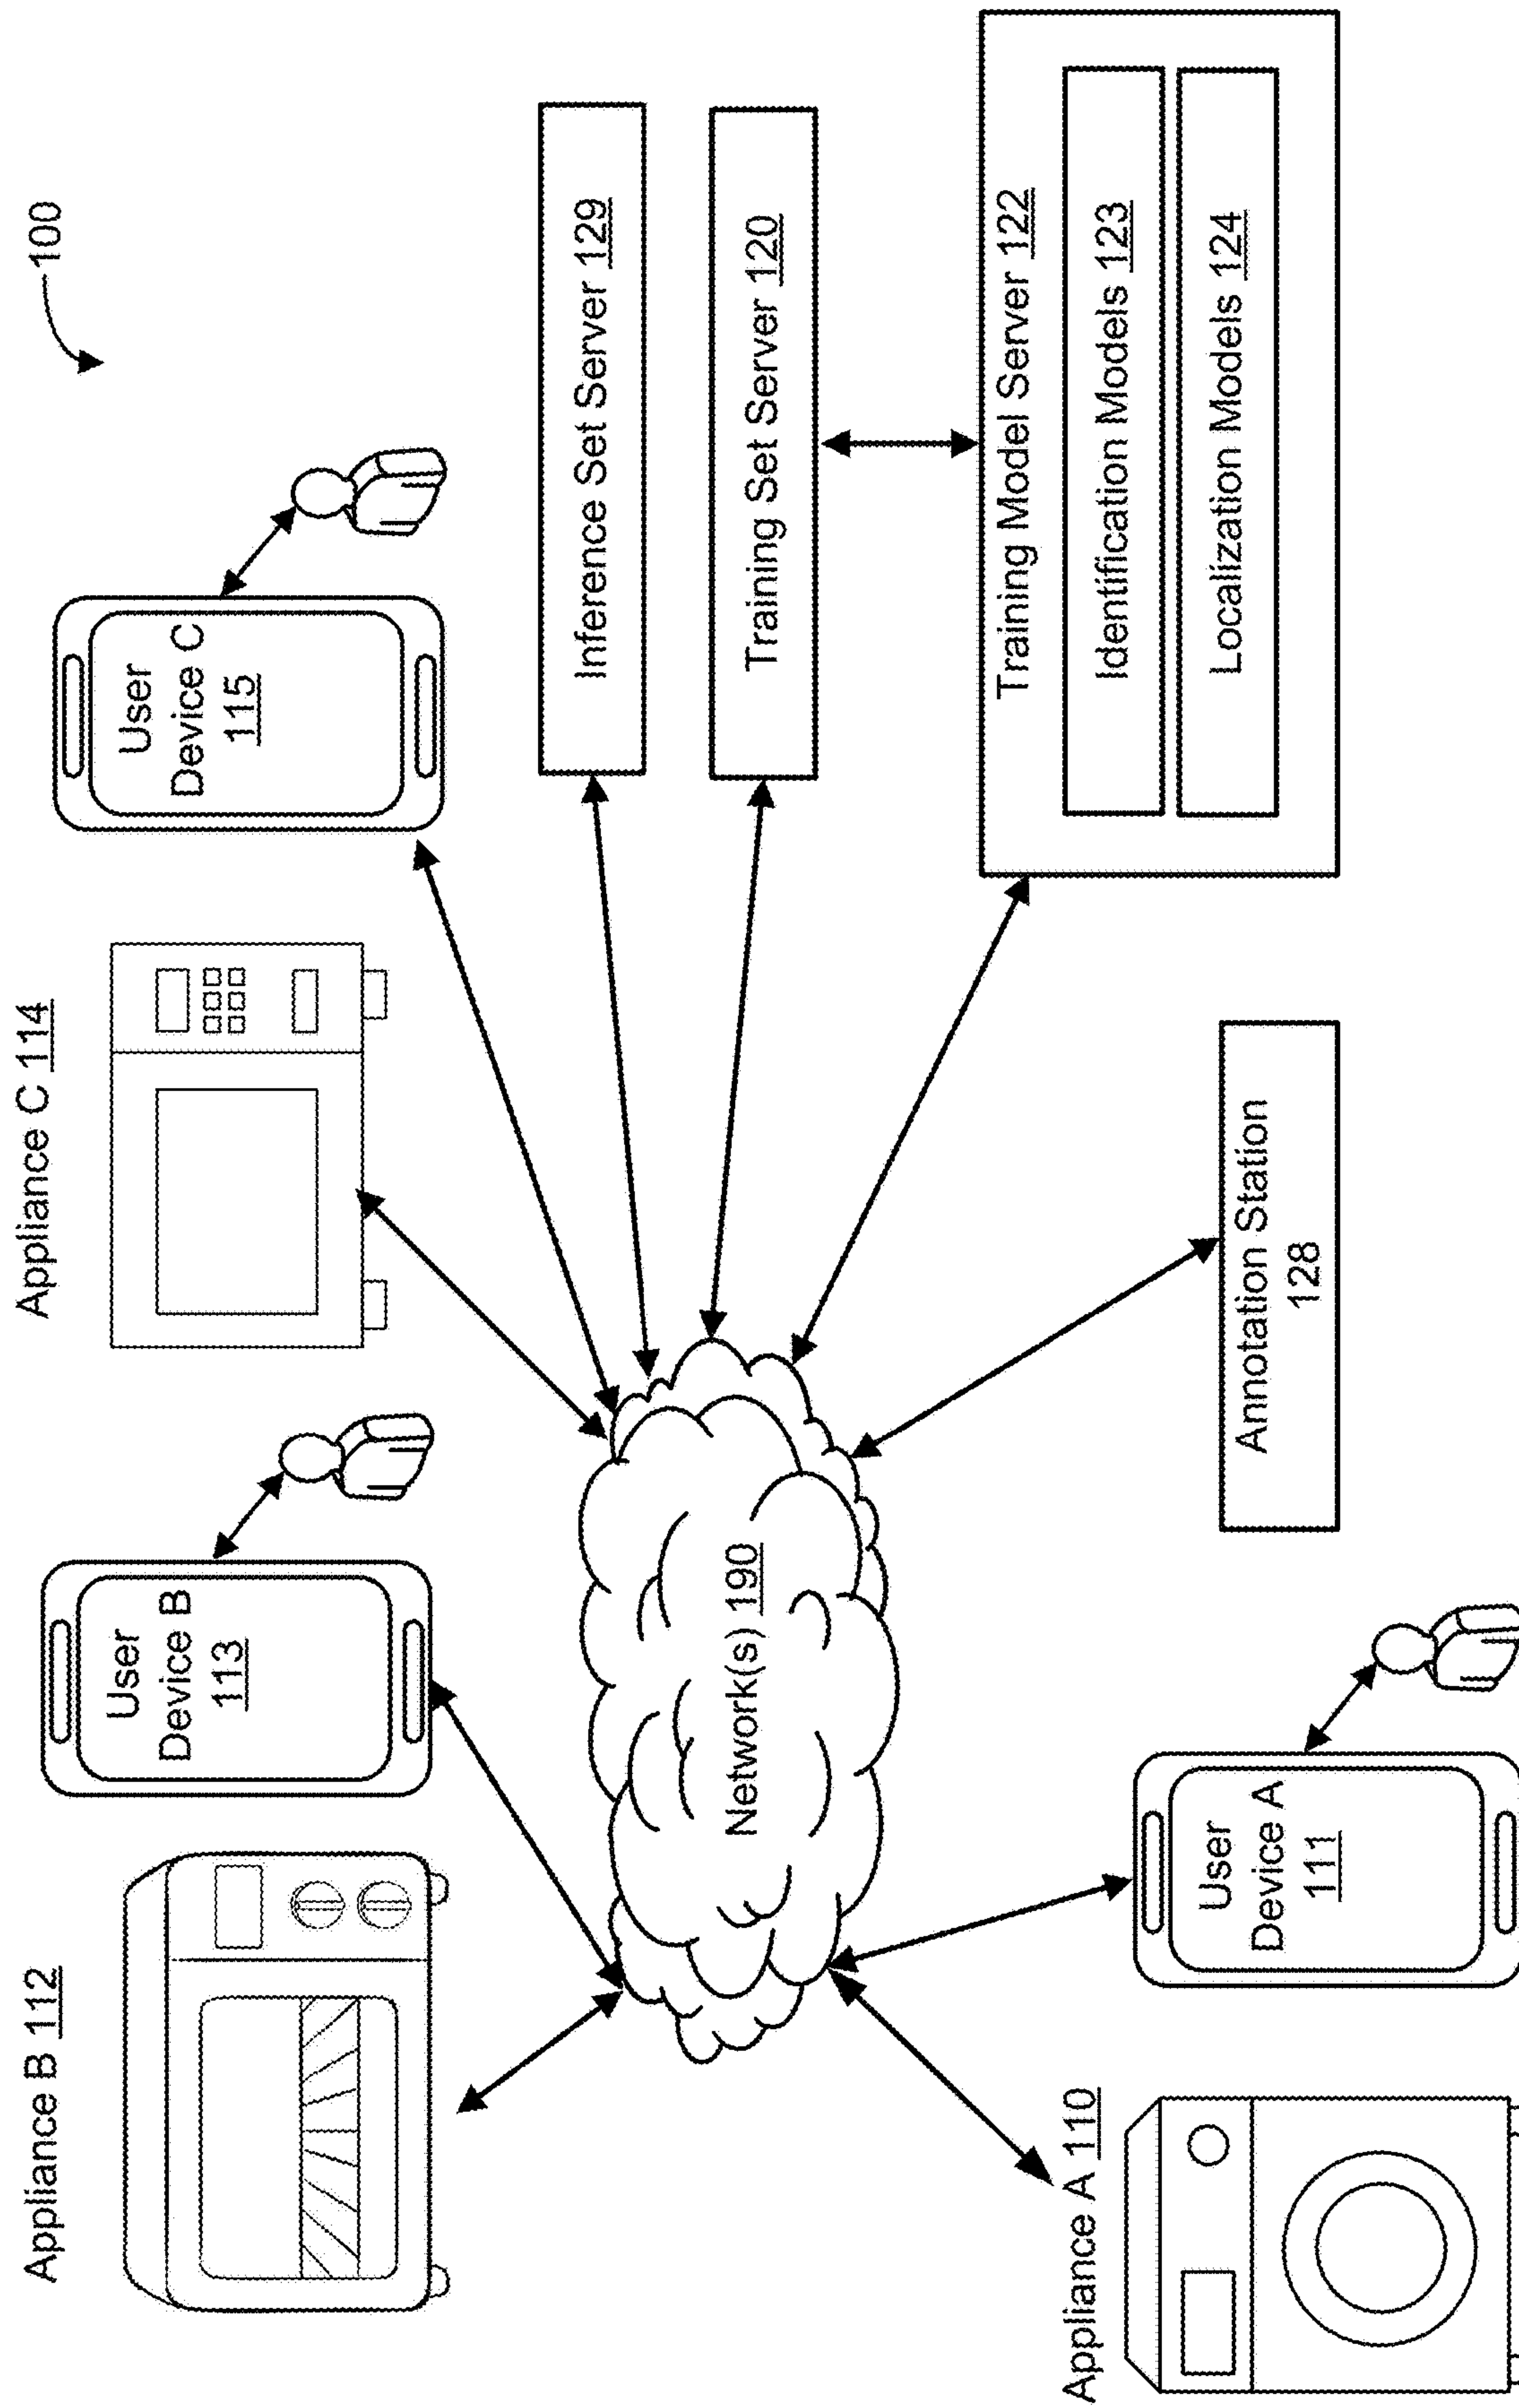 100
Appliance B 112
User
Device B
113
Appliance C 114
User
Device C
115
Inference Set Server 129
Training Set Server 120
Network(s) 190
Training Model Server 122
Identification Models 123
Localization Models 124
Appliance A 110
User
Device A
111
Annotation Station
128